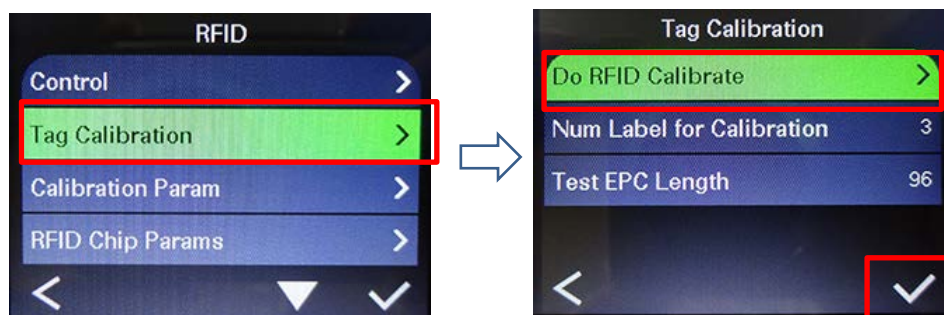 RFID
Control
Tag Calibration
Calibration Param
RFID Chip Params
Tag Calibration
Do RFID Calibrate
Num Label for Calibration 3
Test EPC Length 96